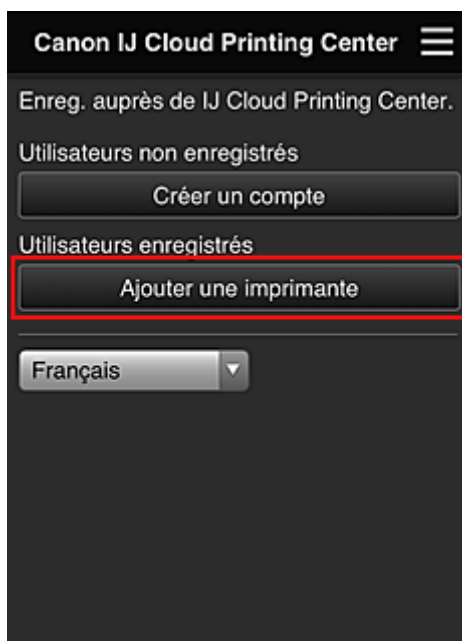 Canon IJ Cloud Printing Center
Enreg. auprès de IJ Cloud Printing Center.
Utilisateurs non enregistrés
Créer un compte
Utilisateurs enregistrés
Ajouter une imprimante
Français